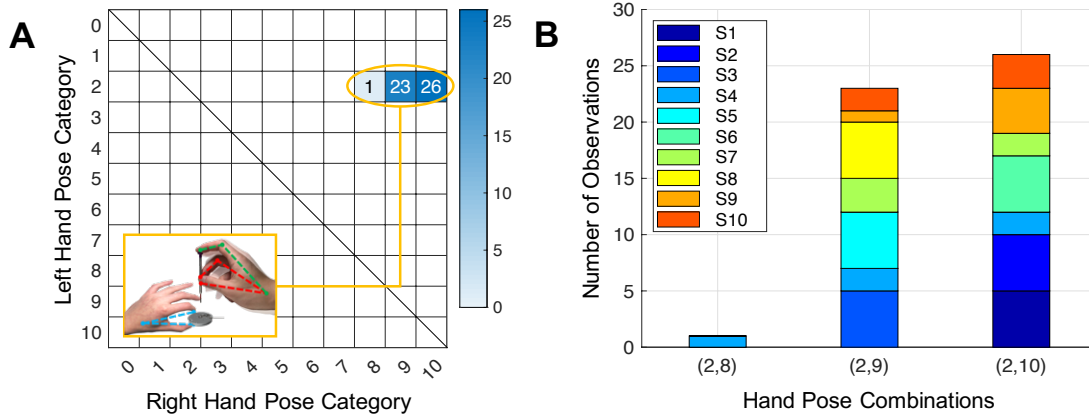 A
Left Hand Pose Category
0
1
2
3
4
5
6
7
8
9
10
1 23 26
0 1 2 3 4 5 6 7 8 9 10
Right Hand Pose Category
25
20
15
10
5
0
B
Number of Observations
30
25
20
15
10
5
0
S1
S2
S3
S4
S5
S6
S7
S8
S9
S10
(2,8) (2,9) (2,10)
Hand Pose Combinations